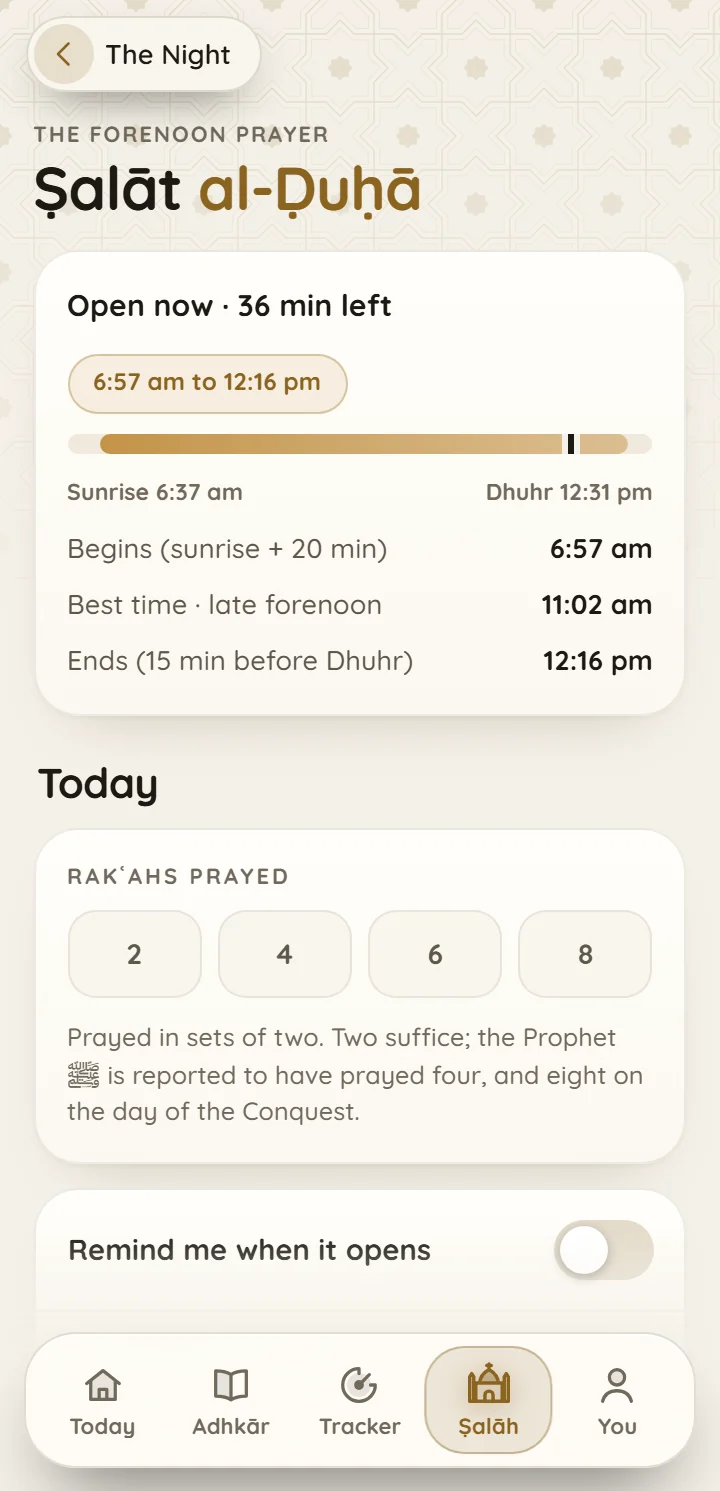 The Night
THE FORENOON PRAYER
Ṣalāt al-Ḍuḥā
Open now · 36 min left
6:57 am to 12:16 pm
Sunrise 6:37 am
Dhuhr 12:31 pm
Begins (sunrise + 20 min)
6:57 am
Best time · late forenoon
11:02 am
Ends (15 min before Dhuhr)
12:16 pm
Today
RAKʿAHS PRAYED
2
4
6
8
Prayed in sets of two. Two suffice; the Prophet
ﷺ is reported to have prayed four, and eight on
the day of the Conquest.
Remind me when it opens
Today
Adhkār
Tracker
Ṣalāh
You